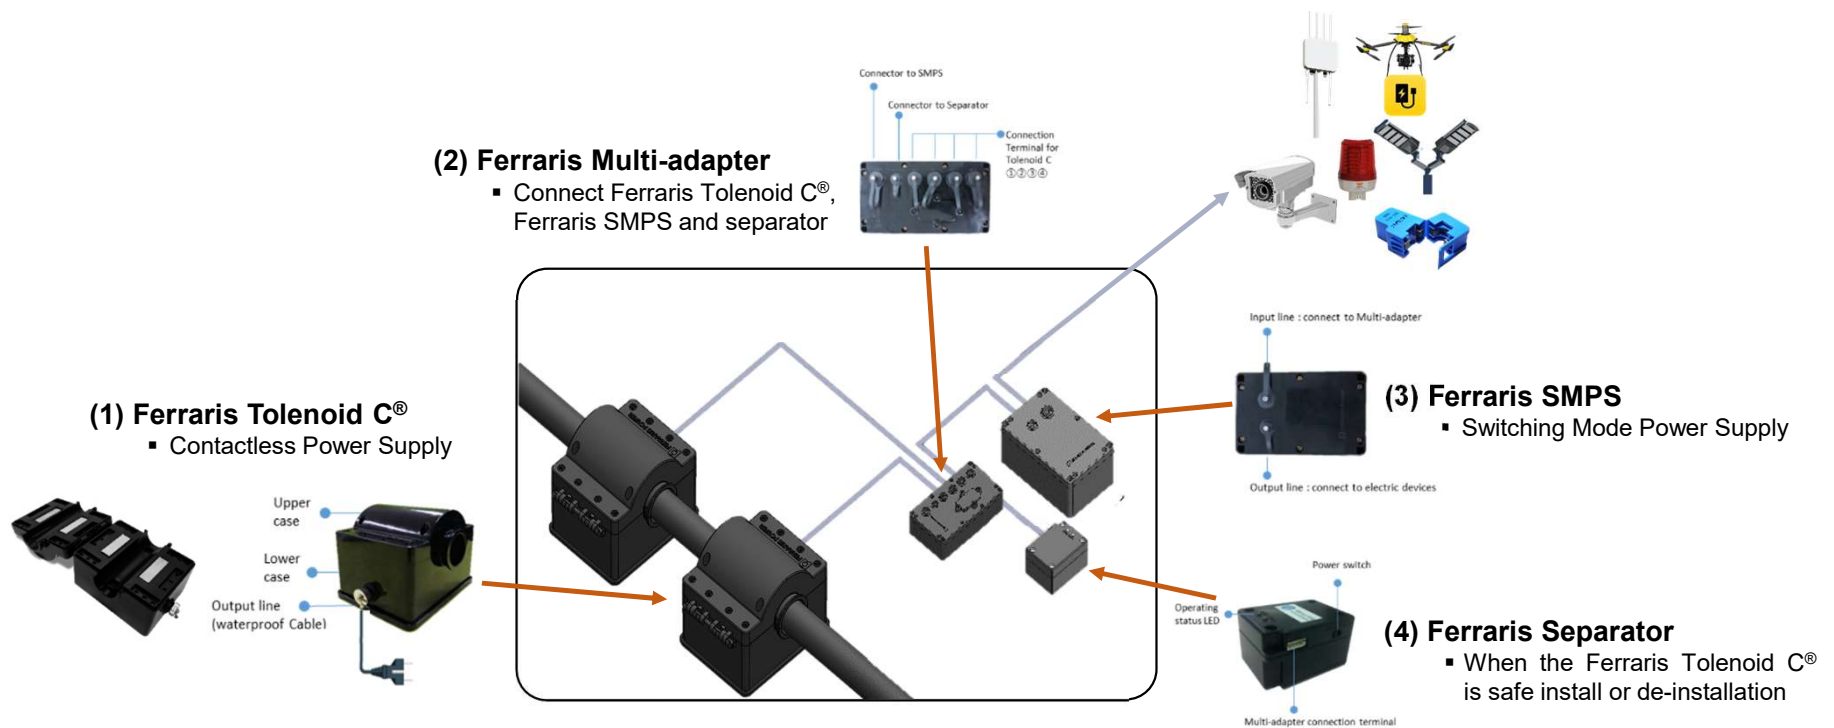 Connector to SMPS
Connector to Separator
Connection
Terminal for
Tolenoid C
①②③④
(2) Ferraris Multi-adapter
▪ Connect Ferraris Tolenoid C®,
Ferraris SMPS and separator
(1) Ferraris Tolenoid C®
▪ Contactless Power Supply
Upper
case
Lower
case
Output line
(waterproof Cable)
Input line : connect to Multi-adapter
(3) Ferraris SMPS
▪ Switching Mode Power Supply
Output line : connect to electric devices
Power switch
Operating
status LED
(4) Ferraris Separator
▪ When the Ferraris Tolenoid C®
is safe install or de-installation
Multi-adapter connection terminal